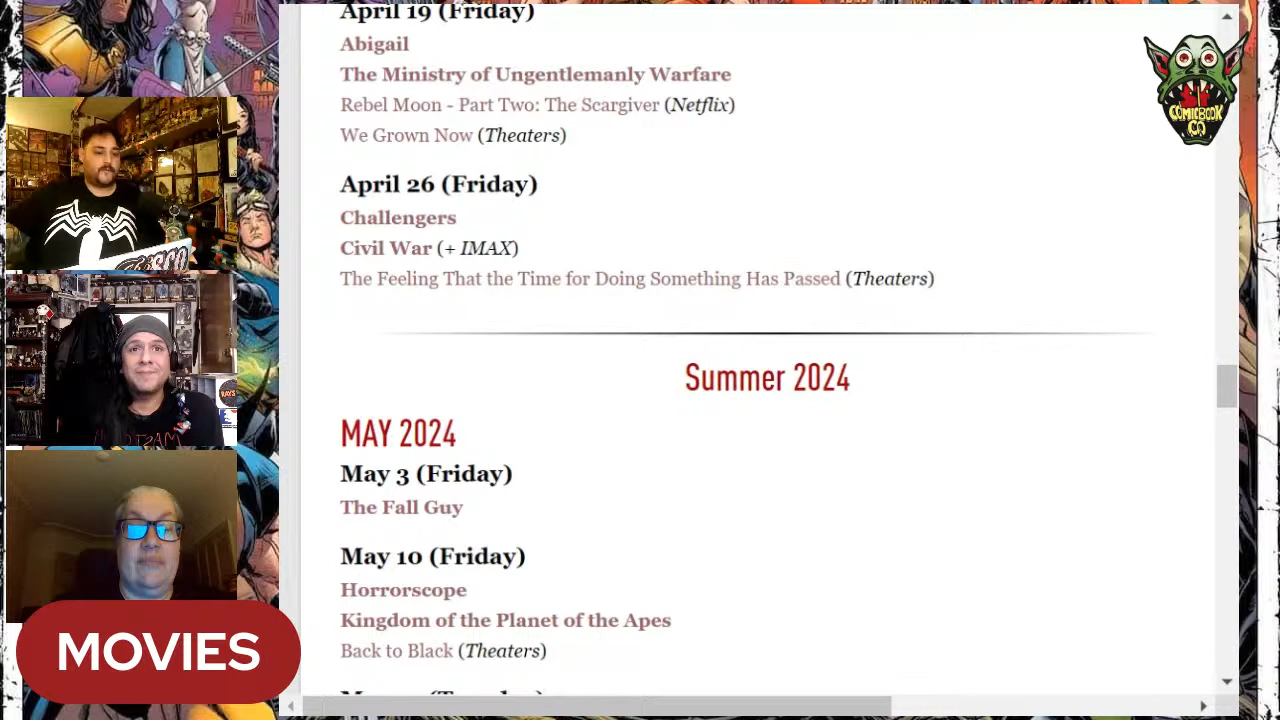 April 19 (Friday)
Abigail
The Ministry of Ungentlemanly Warfare
Rebel Moon - Part Two: The Scargiver (Netflix)
We Grown Now (Theaters)
April 26 (Friday)
Challengers
Civil War (+ IMAX)
The Feeling That the Time for Doing Something Has Passed (Theaters)
Summer 2024
MAY 2024
May 3 (Friday)
The Fall Guy
May 10 (Friday)
Horrorscope
Kingdom of the Planet of the Apes
Back to Black (Theaters)
COMICBOOK
CO
RAYS
MOVIES